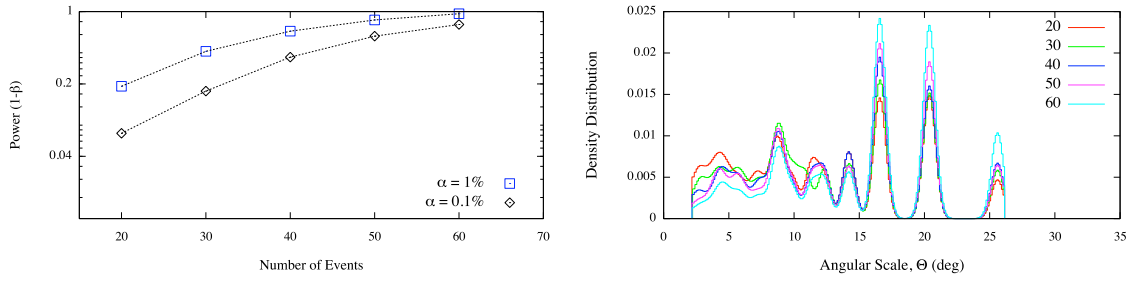 1
0.2
0.04
Power (1-β)
α = 1%
α = 0.1%
20 30 40 50 60 70
Number of Events
0.025
0.02
0.015
0.01
0.005
0
Density Distribution
20
30
40
50
60
0 5 10 15 20 25 30 35
Angular Scale, Θ (deg)